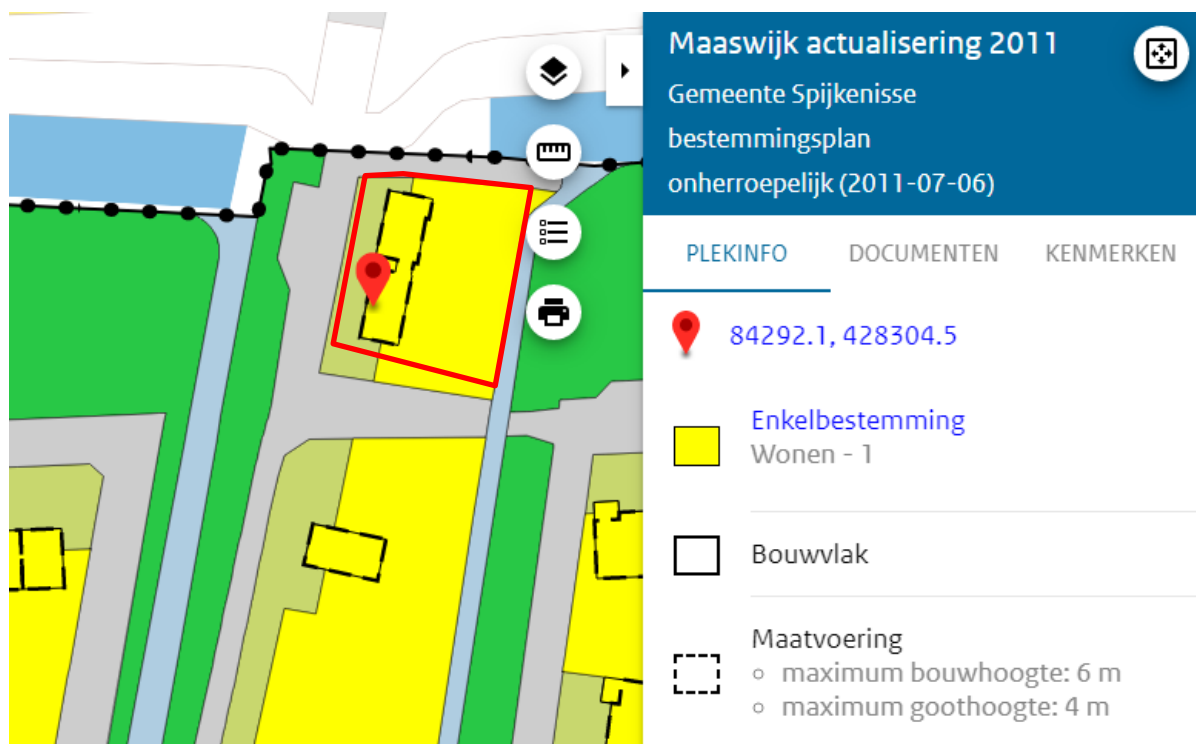 Maaswijk actualisering 2011
Gemeente Spijkenisse
bestemmingsplan
onherroepelijk (2011-07-06)
PLEKINFO DOCUMENTEN KENMERKEN
84292.1, 428304.5
Enkelbestemming
Wonen - 1
Bouwvlak
Maatvoering
maximum bouwhoogte: 6 m
maximum goothoogte: 4 m